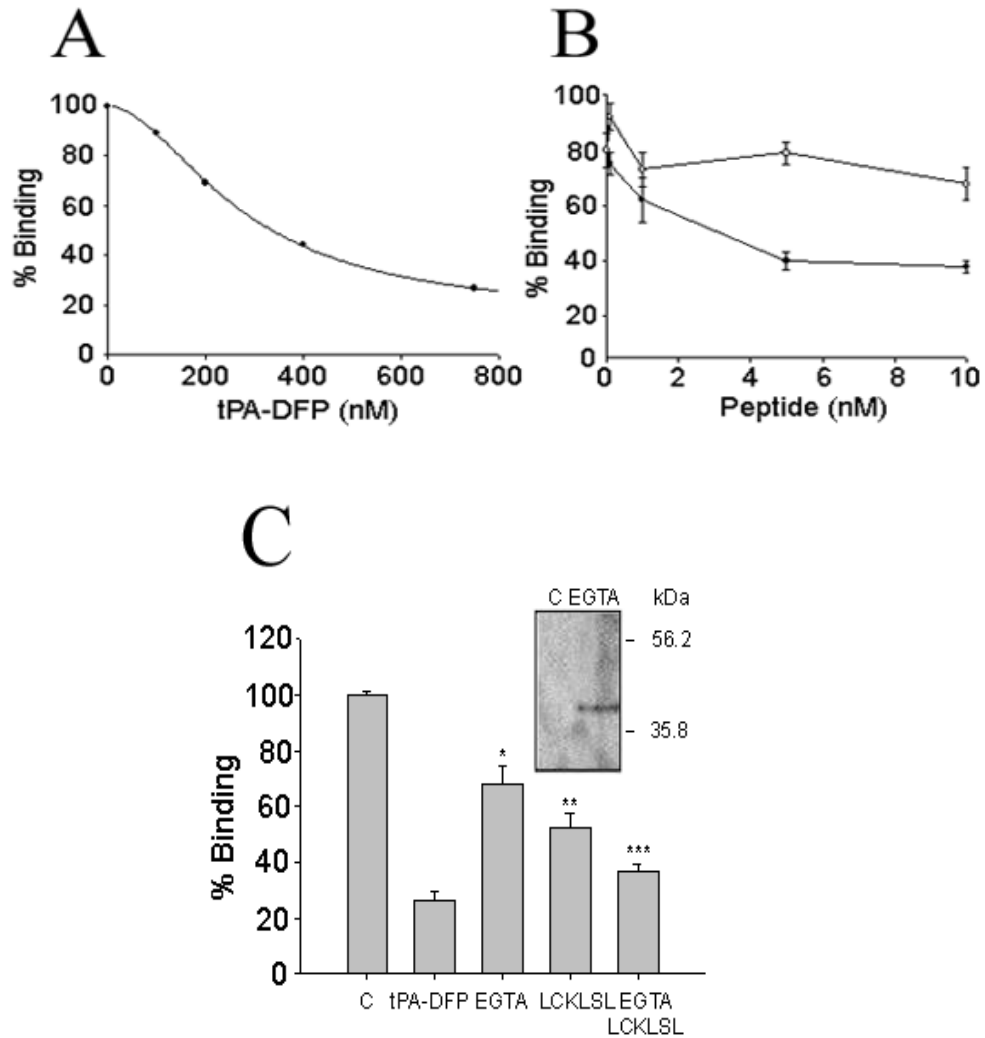 A
% Binding
100
80
60
40
20
0
0 200 400 600 800
tPA-DFP (nM)
B
% Binding
100
80
60
40
20
0
0 2 4 6 8 10
Peptide (nM)
C
% Binding
120
100
80
60
40
20
0
*
**
***
C EGTA kDa
- 56.2
- 35.8
C tPA-DFP EGTA LCKLSL EGTA
LCKLSL